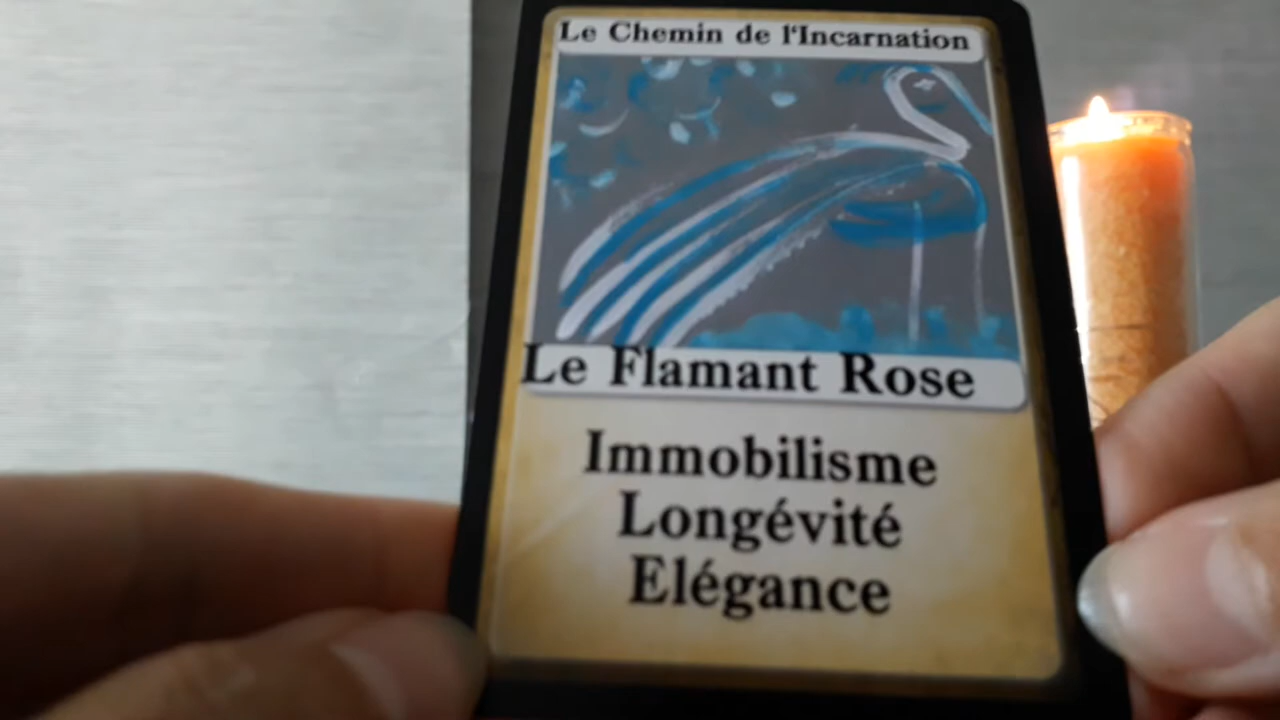 Le Chemin de l'Incarnation
Le Flamant Rose
Immobilisme
Longévité
Elégance